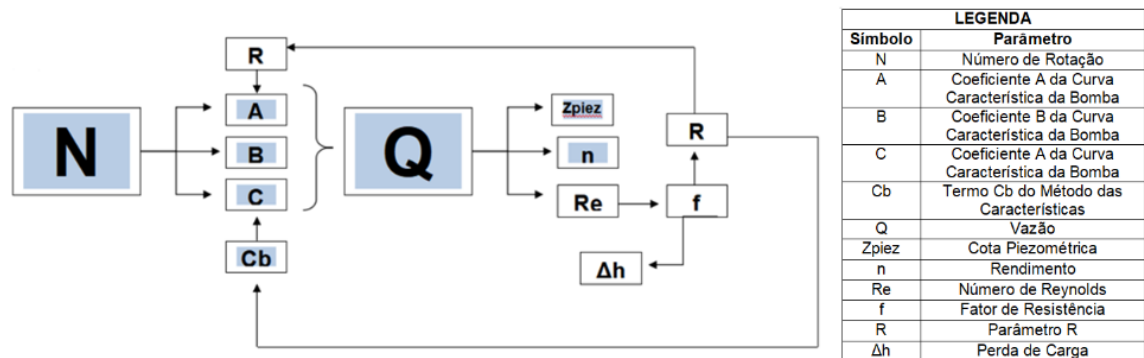 R
A
B
C
Cb
N
Q
Zpiez
n
Re
f
R
Δh
LEGENDA
Símbolo Parâmetro
N Número de Rotação
A Coeficiente A da Curva
Característica da Bomba
B Coeficiente B da Curva
Característica da Bomba
C Coeficiente A da Curva
Característica da Bomba
Cb Termo Cb do Método das
Características
Q Vazão
Zpiez Cota Piezométrica
n Rendimento
Re Número de Reynolds
f Fator de Resistência
R Parâmetro R
Δh Perda de Carga